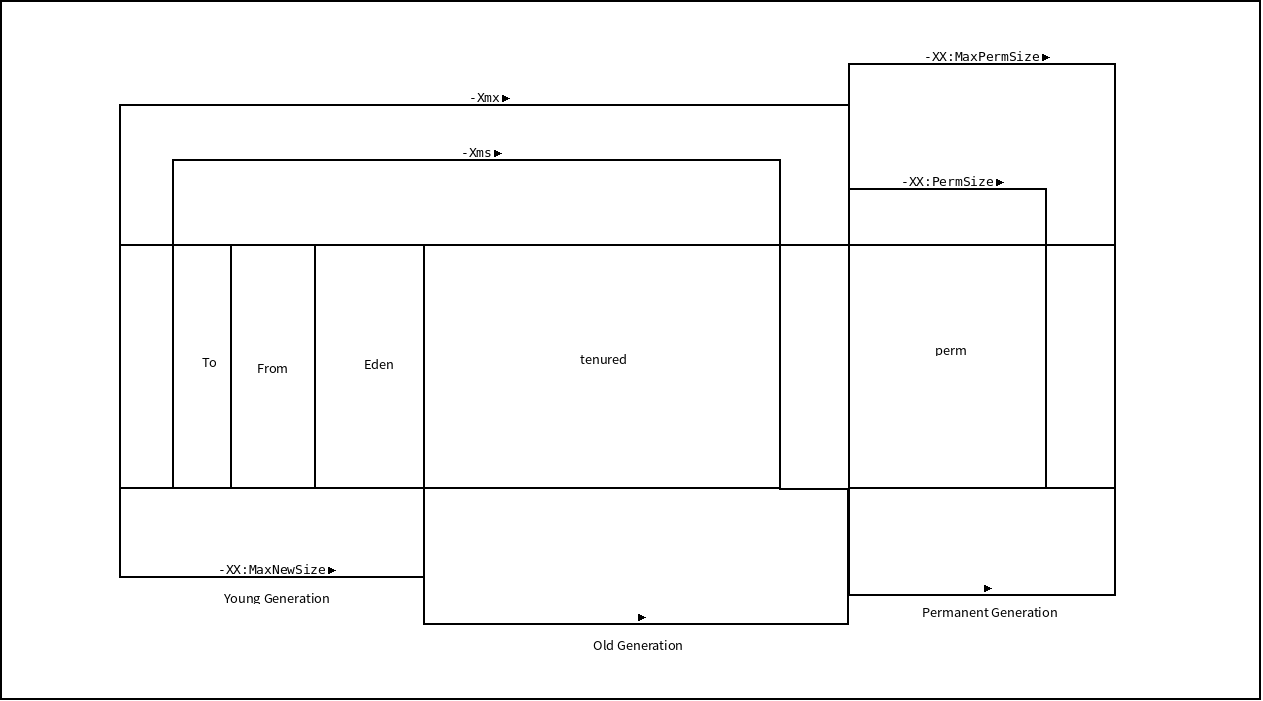 -XX:MaxPermSize
-Xmx
-Xms
-XX:PermSize
To
From
Eden
tenured
perm
-XX:MaxNewSize
Young Generation
Permanent Generation
Old Generation